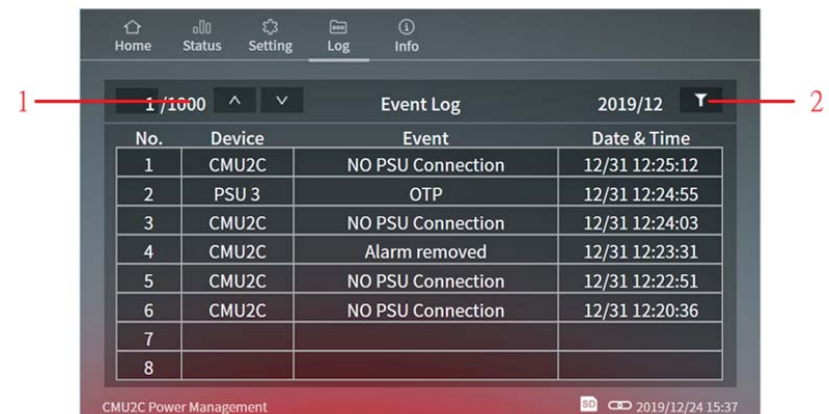 Home Status Setting Log Info
1 1 /1000 Event Log 2019/12 2
No. Device Event Date & Time
1 CMU2C NO PSU Connection 12/31 12:25:12
2 PSU 3 OTP 12/31 12:24:55
3 CMU2C NO PSU Connection 12/31 12:24:03
4 CMU2C Alarm removed 12/31 12:23:31
5 CMU2C NO PSU Connection 12/31 12:22:51
6 CMU2C NO PSU Connection 12/31 12:20:36
7
8
CMU2C Power Management SD 2019/12/24 15:37